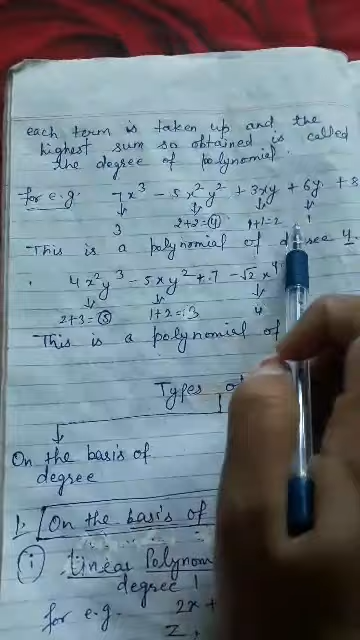 each term is taken up and the
highest sum so obtained is called
the degree of polynomial.
for e.g. 7x³ - 5x²y² + 3xy + 6y + 8
3 2+2=4 1+1=2 1
This is a polynomial of degree 4.
4x²y³ - 5xy² + 7 - √2x⁴
2+3=5 1+2=3 4
This is a polynomial of
Types of
On the basis of
degree
1. On the basis of
(i) Linear Polynom
degree 1
for e.g. 2x +